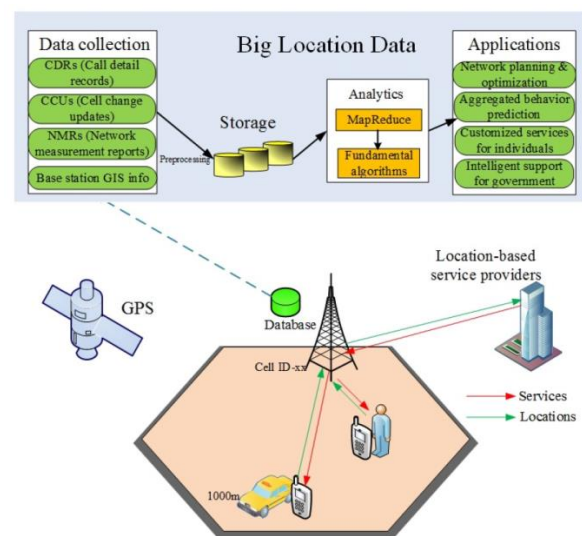 Big Location Data
Data collection
CDRs (Call detail
records)
CCUs (Cell change
updates)
NMRs (Network
measurement reports)
Base station GIS info
Preprocessing
Storage
Analytics
MapReduce
Fundamental
algorithms
Applications
Network planning &
optimization
Aggregated behavior
prediction
Customized services
for individuals
Intelligent support
for government
GPS
Database
Location-based
service providers
Cell ID-xx
Services
Locations
1000m